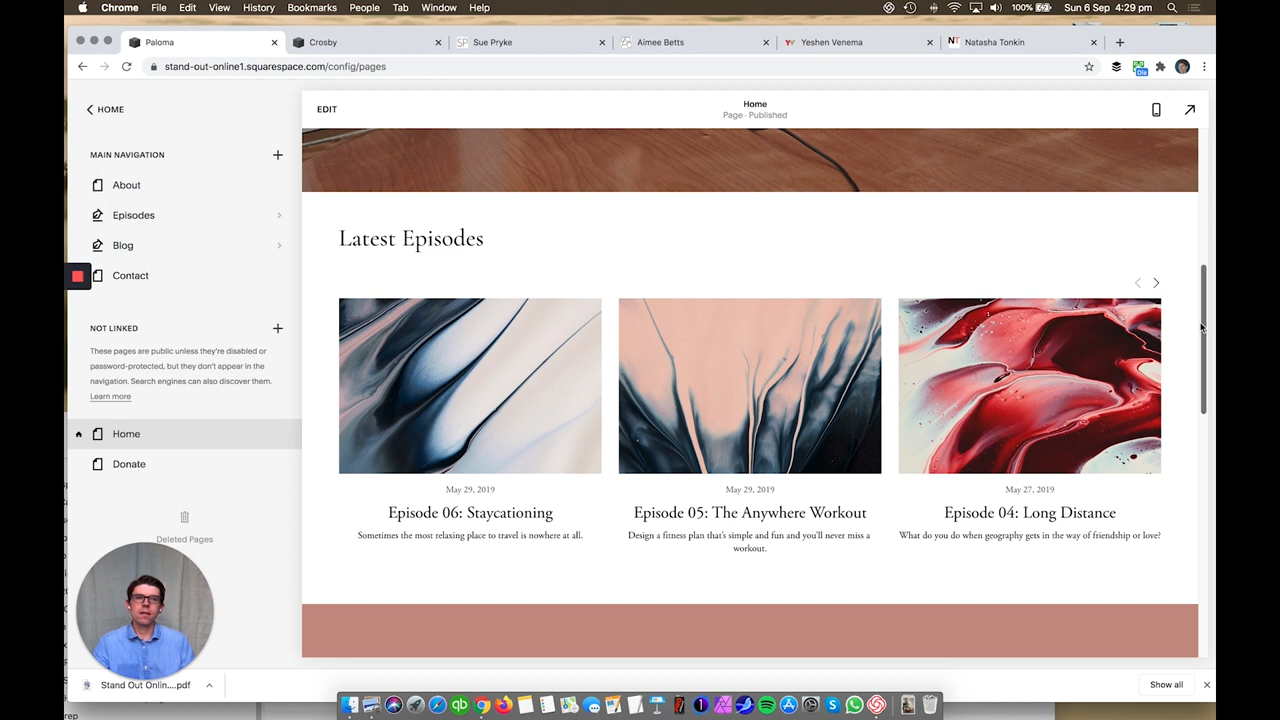 Chrome File Edit View History Bookmarks People Tab Window Help 100% Sun 6 Sep 4:29 pm
Paloma Crosby SP Sue Pryke Aimee Betts Yeshen Venema NT Natasha Tonkin
stand-out-online1.squarespace.com/config/pages
HOME
EDIT
Home
Page · Published
MAIN NAVIGATION
About
Episodes
Blog
Contact
NOT LINKED
These pages are public unless they're disabled or
password-protected, but they don't appear in the
navigation. Search engines can also discover them.
Learn more
Home
Donate
Deleted Pages
Latest Episodes
May 29, 2019
Episode 06: Staycationing
Sometimes the most relaxing place to travel is nowhere at all.
May 29, 2019
Episode 05: The Anywhere Workout
Design a fitness plan that's simple and fun and you'll never miss a
workout.
May 27, 2019
Episode 04: Long Distance
What do you do when geography gets in the way of friendship or love?
Stand Out Onlin....pdf
Show all